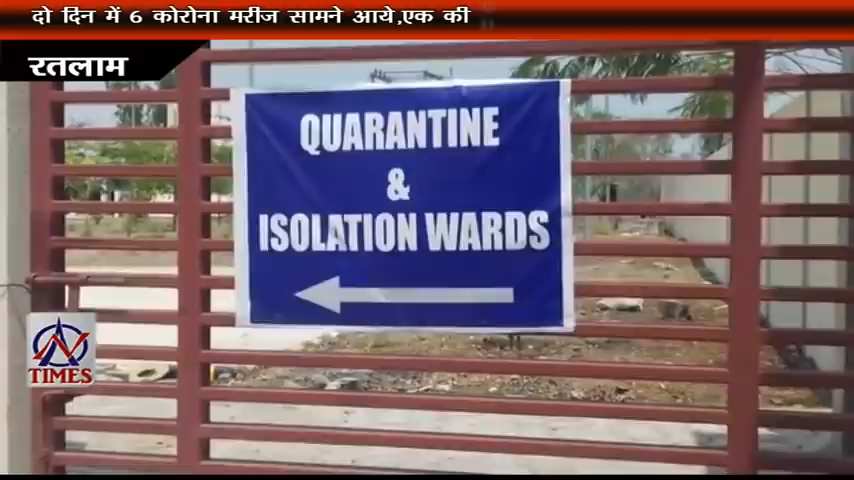 दो दिन में 6 कोरोना मरीज सामने आये,एक की
रतलाम
QUARANTINE
&
ISOLATION WARDS
TIMES